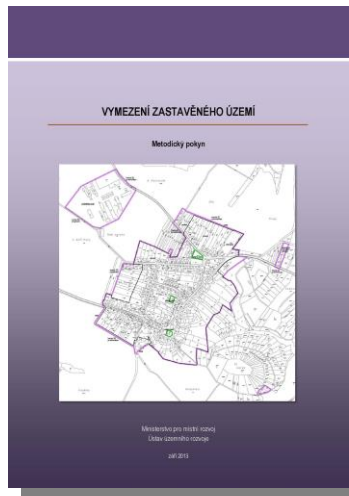 VYMEZENÍ ZASTAVĚNÉHO ÚZEMÍ
Metodický pokyn
Ministerstvo pro místní rozvoj
Ústav územního rozvoje
září 2013